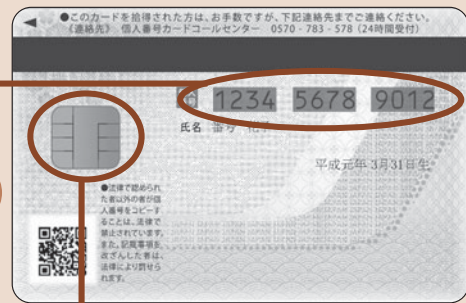 ●このカードを拾得された方は、お手数ですが、下記連絡先までご連絡ください。
《連絡先》 個人番号カードコールセンター 0570-783-578 (24時間受付)
1234 5678 9012
氏名 番号 花子
平成元年 3月31日生
●法律で認められ
た者以外の者が個
人番号をコピーす
ることは、法律で
禁止されています。
また、記載事項を
改ざんした者は、
法律により罰せら
れます。